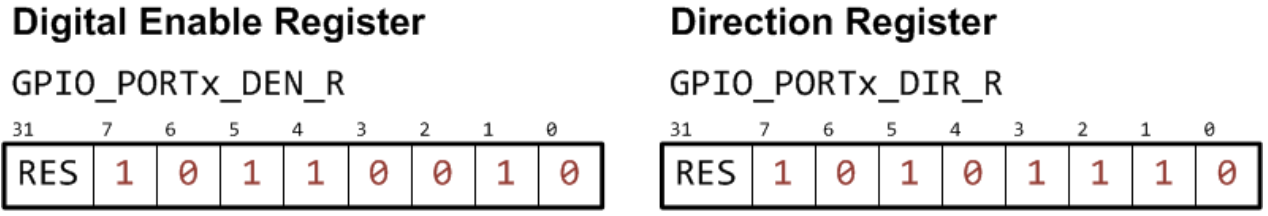 Digital Enable Register
GPIO_PORTx_DEN_R
31 7 6 5 4 3 2 1 0
RES 1 0 1 1 0 0 1 0
Direction Register
GPIO_PORTx_DIR_R
31 7 6 5 4 3 2 1 0
RES 1 0 1 0 1 1 1 0